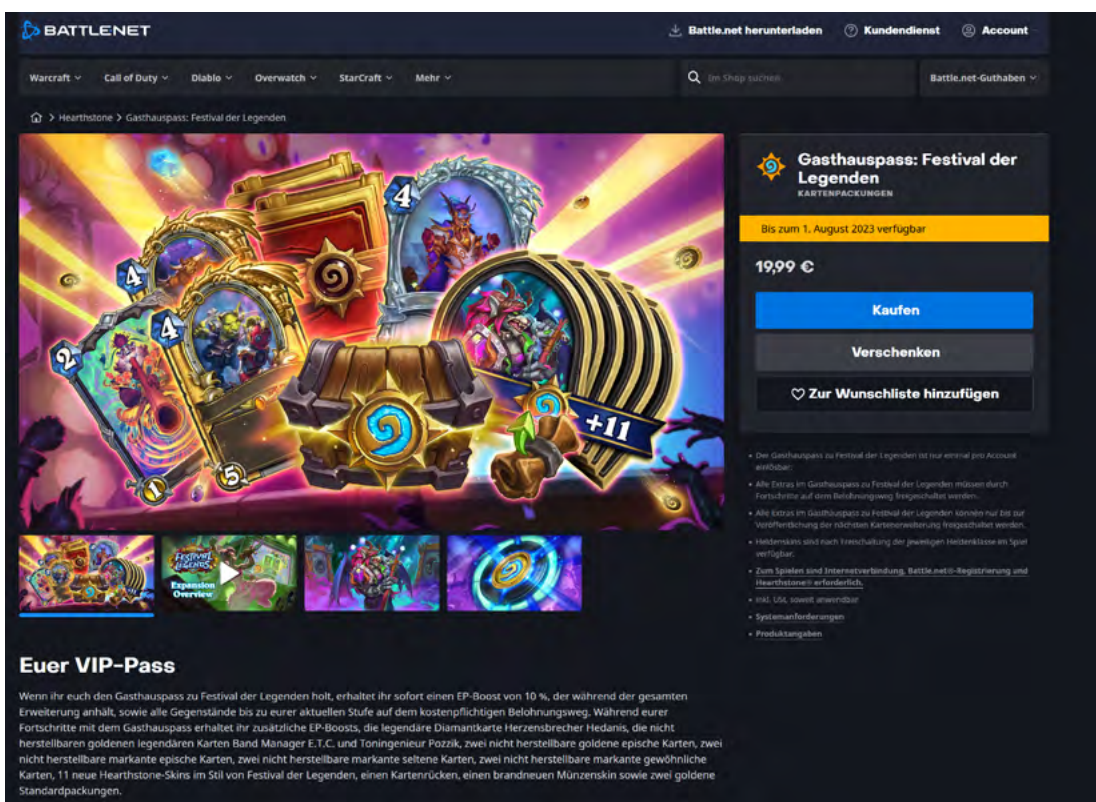 BATTLENET
Battle.net herunterladen
Kundendienst
Account
Warcraft
Call of Duty
Diablo
Overwatch
StarCraft
Mehr
Im Shop suchen
Battle.net-Guthaben
> Hearthstone > Gasthauspass: Festival der Legenden
4
4
4
2
1
5
+11
Gasthauspass: Festival der
Legenden
KARTENPACKUNGEN
Bis zum 1. August 2023 verfügbar
19,99 €
Kaufen
Verschenken
Zur Wunschliste hinzufügen
• Der Gasthauspass zu Festival der Legenden ist nur einmal pro Account
einlösbar.
• Alle Extras im Gasthauspass zu Festival der Legenden müssen durch
Fortschritte auf dem Belohnungsweg freigeschaltet werden.
• Alle Extras im Gasthauspass zu Festival der Legenden können nur bis zur
Veröffentlichung der nächsten Kartenerweiterung freigeschaltet werden.
• Heldenskins sind nach Freischaltung der jeweiligen Heldenklasse im Spiel
verfügbar.
• Zum Spielen sind Internetverbindung, Battle.net®-Registrierung und
Hearthstone® erforderlich.
• Inkl. USt. soweit anwendbar
• Systemanforderungen
• Produktangaben
FESTIVAL
LEGENDS
Expansion
Overview
Euer VIP-Pass
Wenn ihr euch den Gasthauspass zu Festival der Legenden holt, erhaltet ihr sofort einen EP-Boost von 10 %, der während der gesamten
Erweiterung anhält, sowie alle Gegenstände bis zu eurer aktuellen Stufe auf dem kostenpflichtigen Belohnungsweg. Während eurer
Fortschritte mit dem Gasthauspass erhaltet ihr zusätzliche EP-Boosts, die legendäre Diamantkarte Herzensbrecher Hedanis, die nicht
herstellbaren goldenen legendären Karten Band Manager E.T.C. und Toningenieur Pozzik, zwei nicht herstellbare goldene epische Karten, zwei
nicht herstellbare markante epische Karten, zwei nicht herstellbare markante seltene Karten, zwei nicht herstellbare markante gewöhnliche
Karten, 11 neue Hearthstone-Skins im Stil von Festival der Legenden, einen Kartenrücken, einen brandneuen Münzenskin sowie zwei goldene
Standardpackungen.